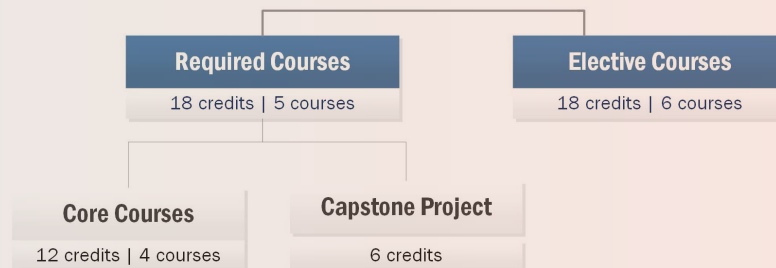 Required Courses
18 credits | 5 courses
Elective Courses
18 credits | 6 courses
Core Courses
12 credits | 4 courses
Capstone Project
6 credits